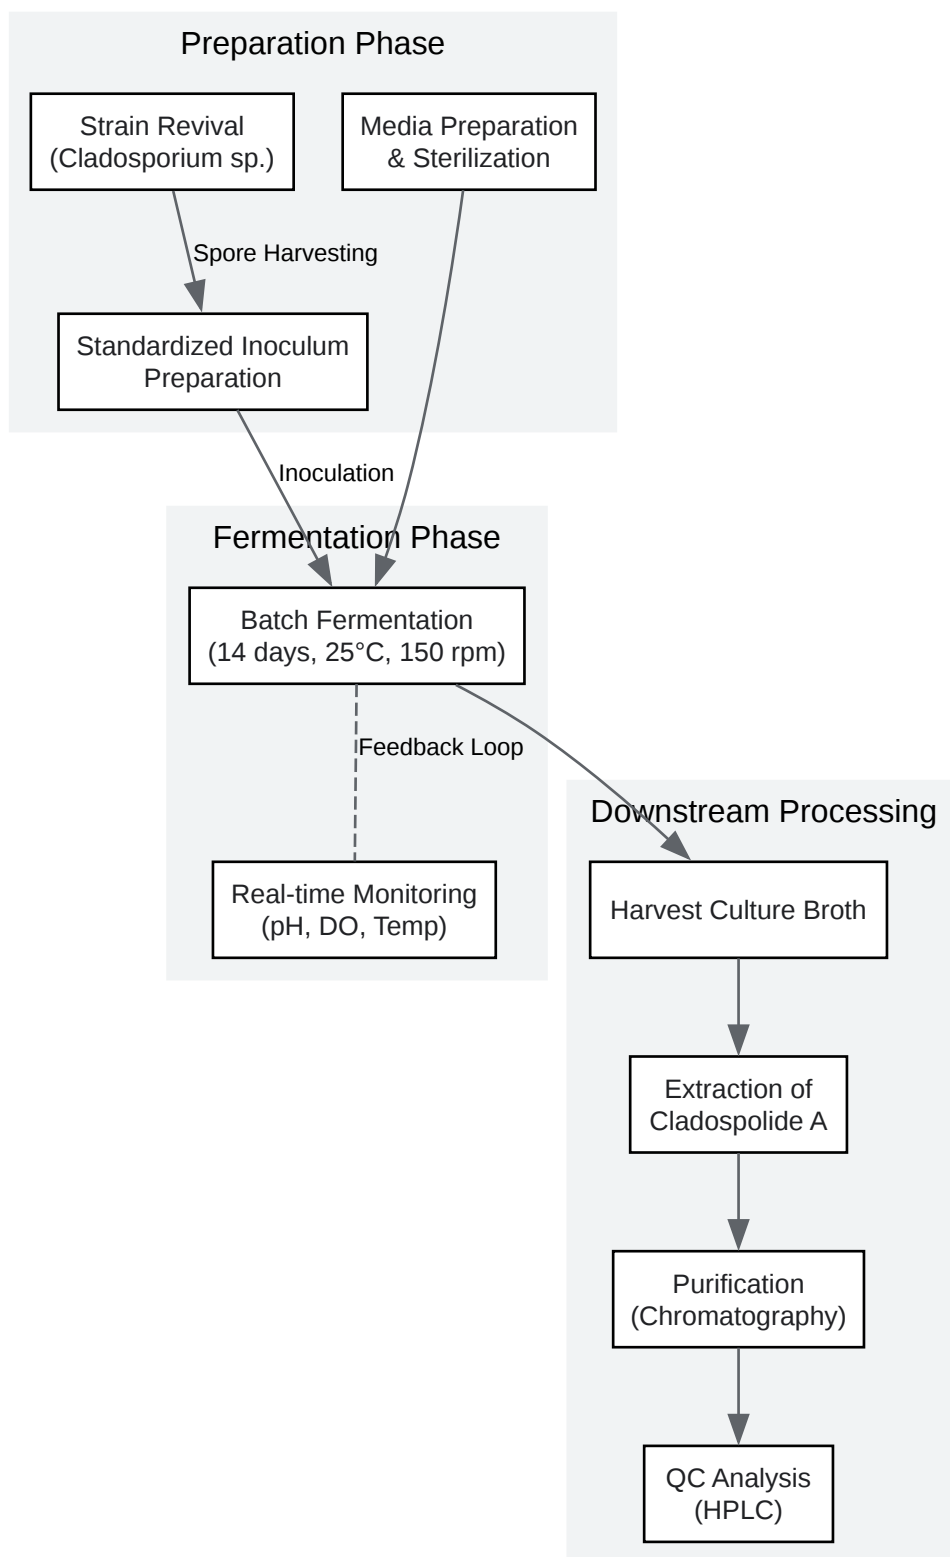 Preparation Phase
Strain Revival
(Cladosporium sp.)
Media Preparation
& Sterilization
Spore Harvesting
Standardized Inoculum
Preparation
Inoculation
Fermentation Phase
Batch Fermentation
(14 days, 25°C, 150 rpm)
Feedback Loop
Real-time Monitoring
(pH, DO, Temp)
Downstream Processing
Harvest Culture Broth
Extraction of
Cladospolide A
Purification
(Chromatography)
QC Analysis
(HPLC)